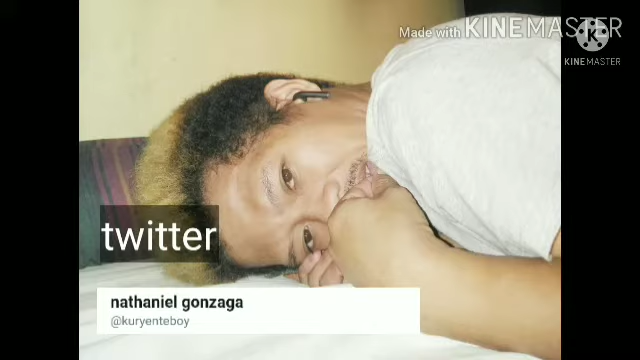 Made with KINEMASTER
K
KINEMASTER
twitter
nathaniel gonzaga
@kuryenteboy